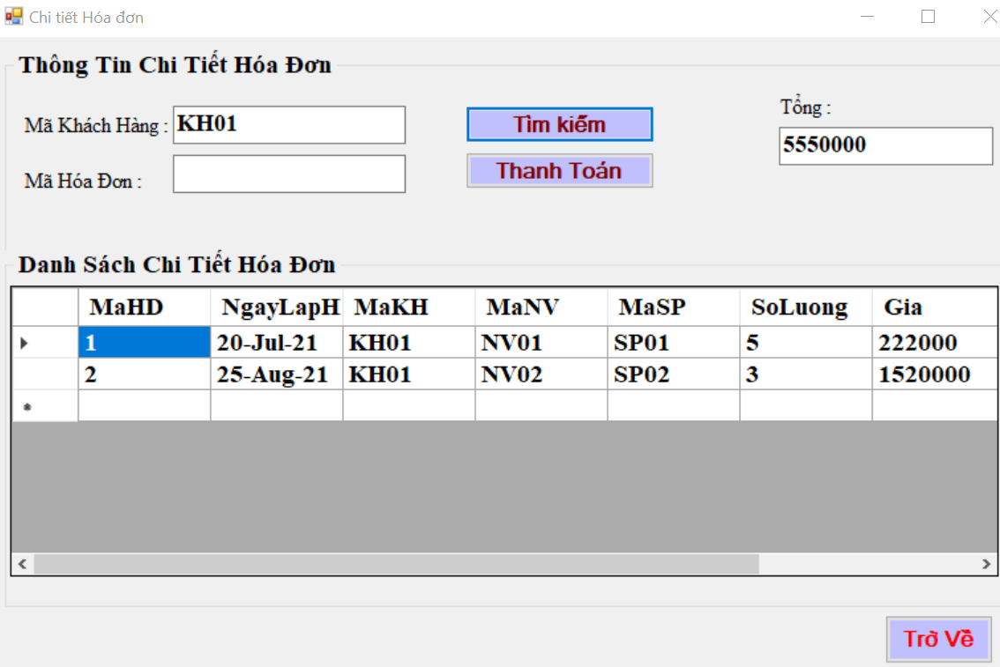 Chi tiết Hóa đơn
Thông Tin Chi Tiết Hóa Đơn
Mã Khách Hàng : KH01
Tìm kiếm
Tổng :
5550000
Mã Hóa Đơn :
Thanh Toán
Danh Sách Chi Tiết Hóa Đơn
MaHD NgayLapH MaKH MaNV MaSP SoLuong Gia
1 20-Jul-21 KH01 NV01 SP01 5 222000
2 25-Aug-21 KH01 NV02 SP02 3 1520000
Trở Về